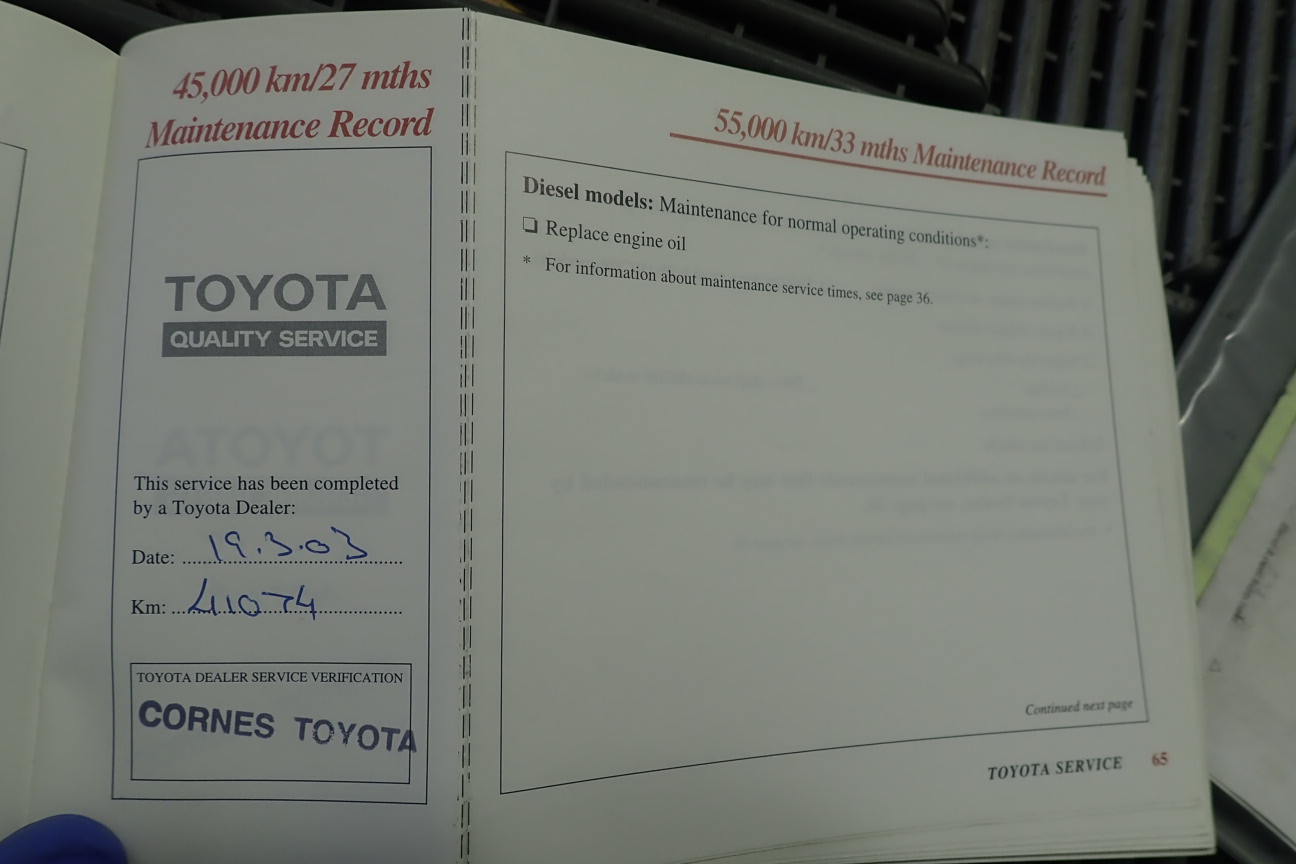 45,000 km/27 mths
Maintenance Record
TOYOTA
QUALITY SERVICE
This service has been completed
by a Toyota Dealer:
Date: 19.3.03
Km: 41074
TOYOTA DEALER SERVICE VERIFICATION
CORNES TOYOTA
55,000 km/33 mths Maintenance Record
Diesel models: Maintenance for normal operating conditions*:
❏ Replace engine oil
* For information about maintenance service times, see page 36.
Continued next page
TOYOTA SERVICE 65